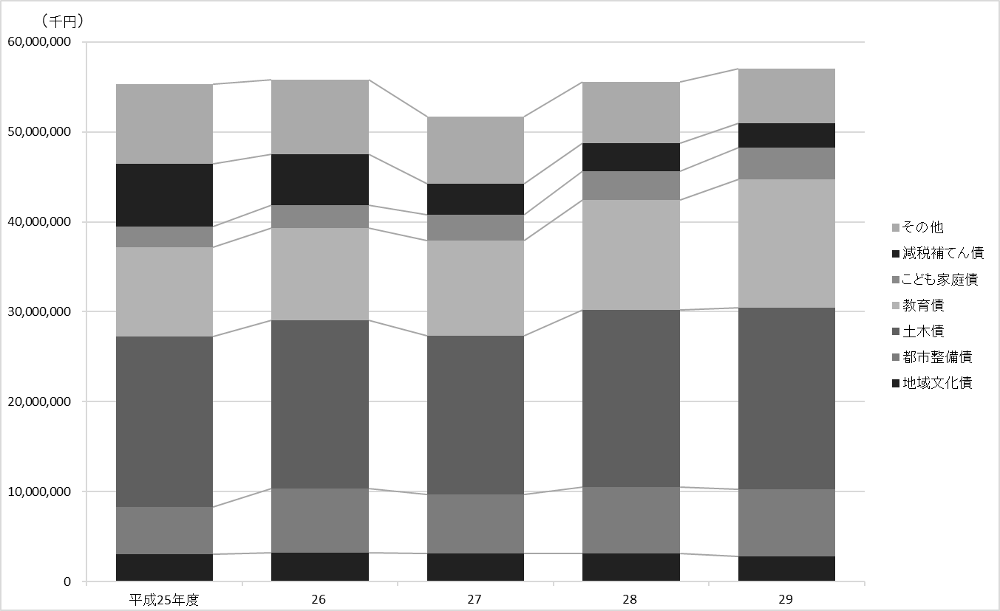 （千円）
60,000,000
50,000,000
40,000,000
30,000,000
20,000,000
10,000,000
0
平成25年度
26
27
28
29
その他
減税補てん債
こども家庭債
教育債
土木債
都市整備債
地域文化債